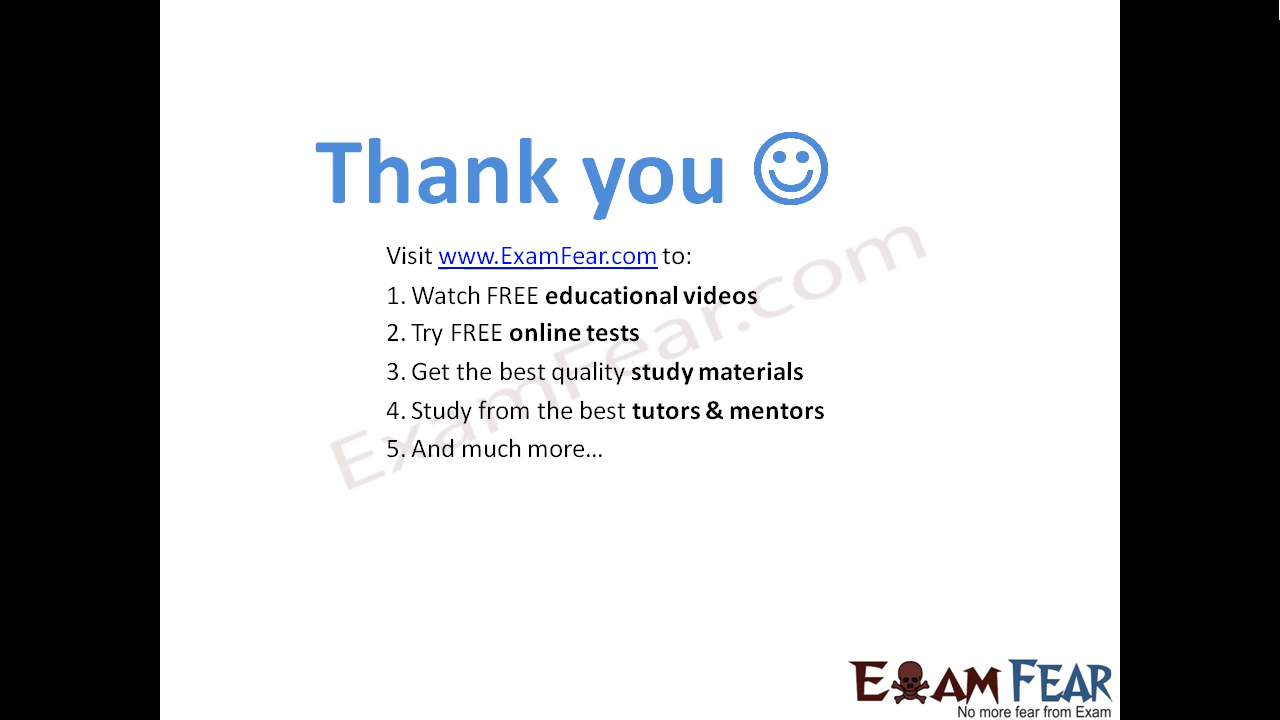 Thank you
Visit www.ExamFear.com to:
1. Watch FREE educational videos
2. Try FREE online tests
3. Get the best quality study materials
4. Study from the best tutors & mentors
5. And much more...
ExamFear.com
EXAM FEAR
No more fear from Exam